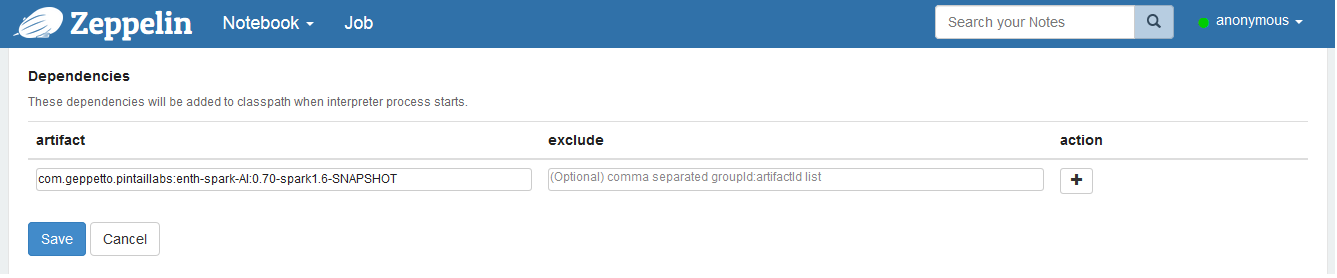 Zeppelin Notebook Job Search your Notes anonymous
Dependencies
These dependencies will be added to classpath when interpreter process starts.
artifact exclude action
com.geppetto.pintaillabs:enth-spark-AI:0.70-spark1.6-SNAPSHOT (Optional) comma separated groupId:artifactId list
Save Cancel